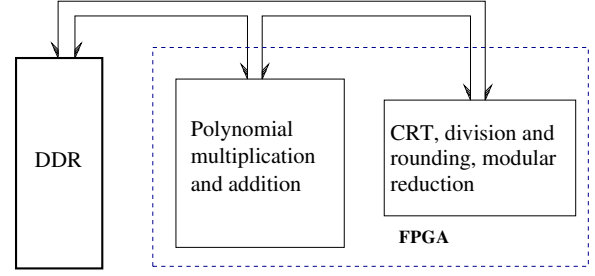 DDR
Polynomial
multiplication
and addition
CRT, division and
rounding, modular
reduction
FPGA